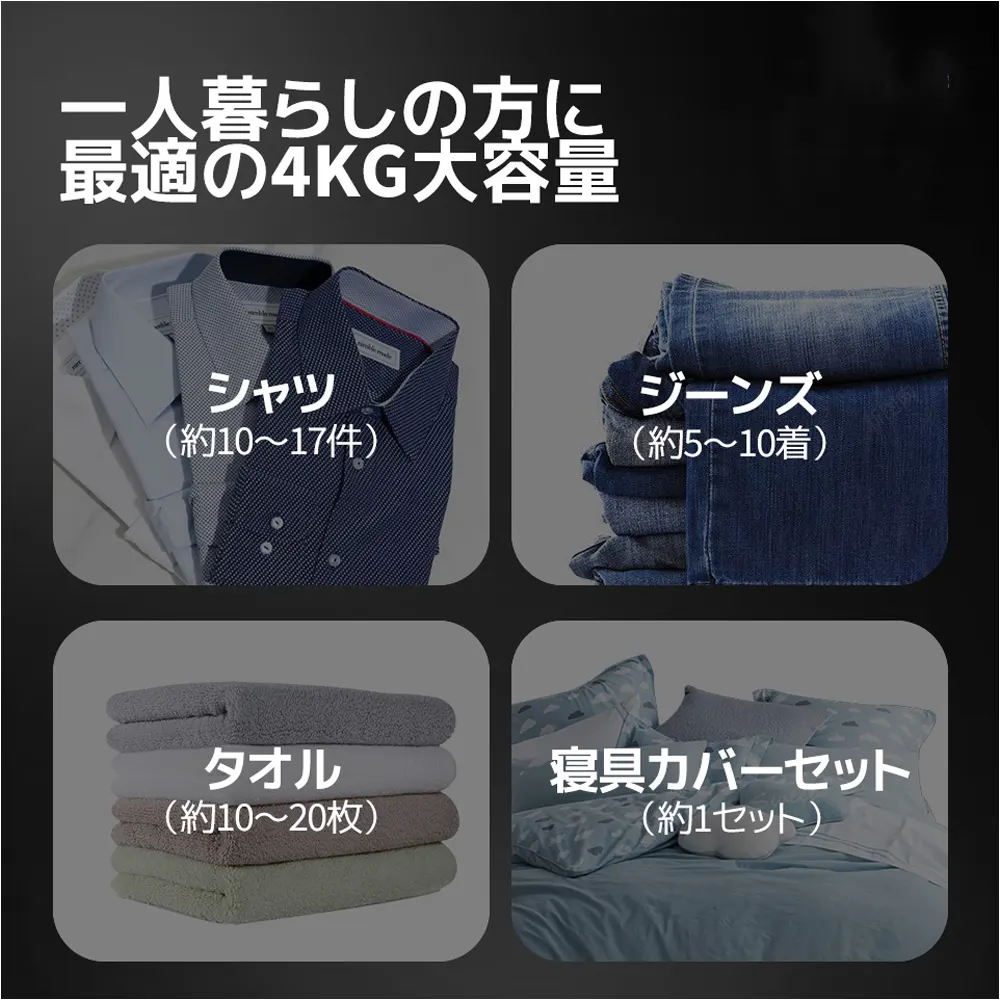 一人暮らしの方に
最適の4KG大容量
シャツ
（約10～17件）
ジーンズ
（約5～10着）
タオル
（約10～20枚）
寝具カバーセット
（約1セット）